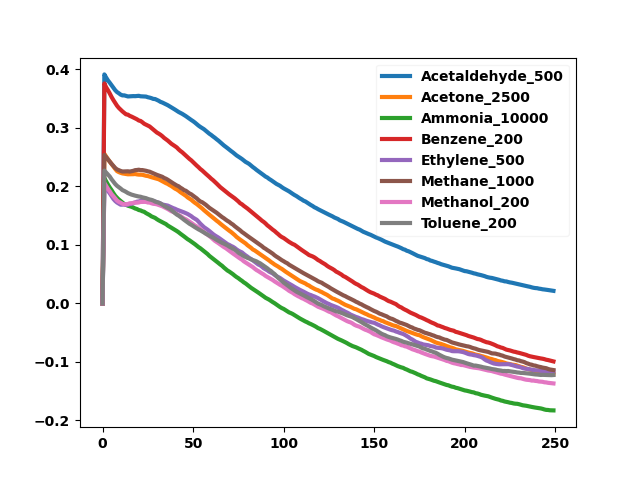 0.4
0.3
0.2
0.1
0.0
−0.1
−0.2
0
50
100
150
200
250
Acetaldehyde_500
Acetone_2500
Ammonia_10000
Benzene_200
Ethylene_500
Methane_1000
Methanol_200
Toluene_200